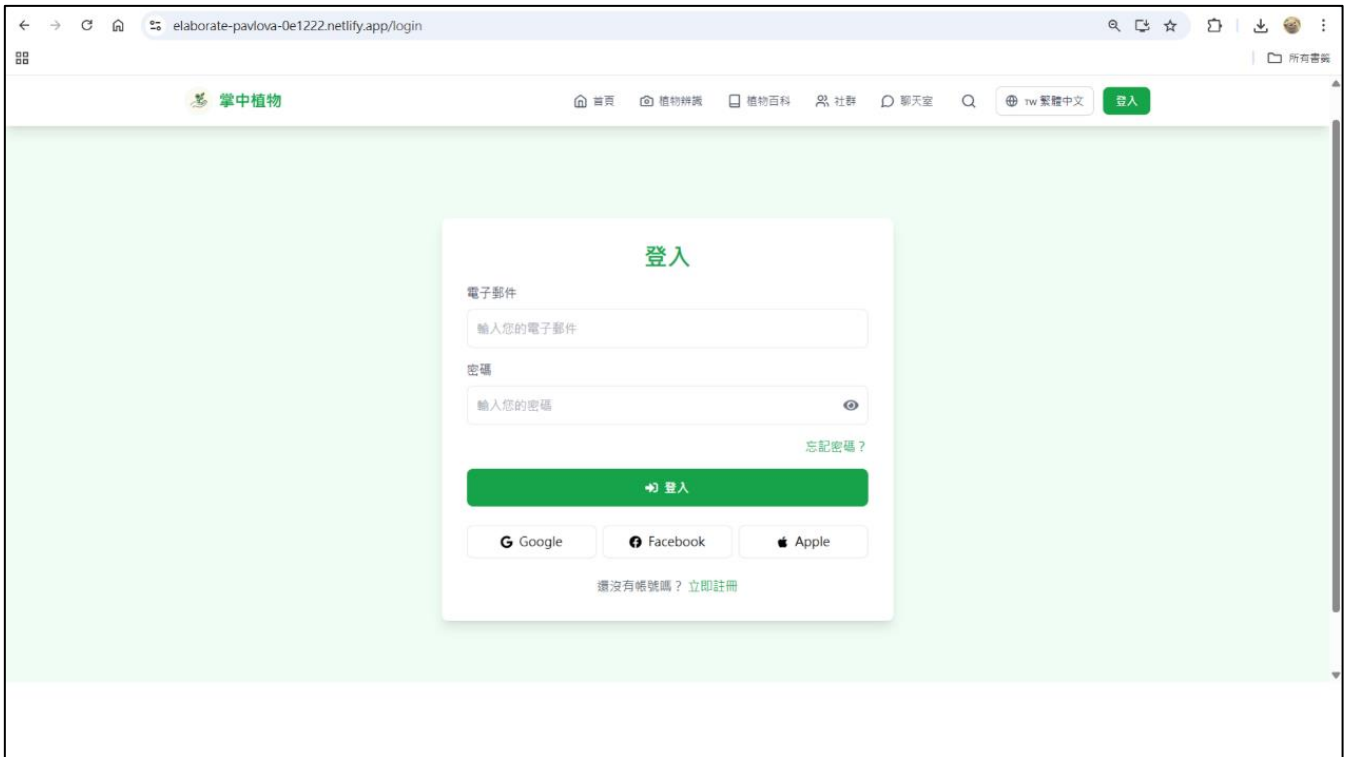 elaborate-pavlova-0e1222.netlify.app/login
所有書籤
掌中植物 首頁 植物辨識 植物百科 社群 聊天室 TW 繁體中文 登入
登入
電子郵件
輸入您的電子郵件
密碼
輸入您的密碼
忘記密碼？
登入
Google Facebook Apple
還沒有帳號嗎？ 立即註冊